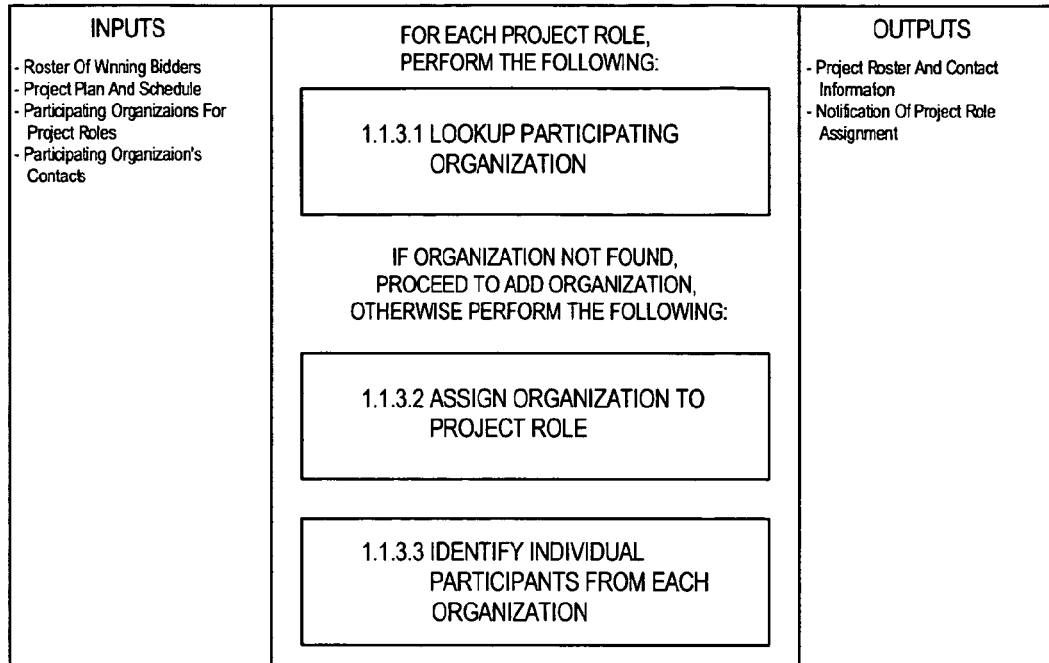 INPUTS
- Roster Of Winning Bidders
- Project Plan And Schedule
- Participating Organizaions For
Project Roles
- Participating Organizaion's
Contacts
FOR EACH PROJECT ROLE,
PERFORM THE FOLLOWING:
1.1.3.1 LOOKUP PARTICIPATING
ORGANIZATION
IF ORGANIZATION NOT FOUND,
PROCEED TO ADD ORGANIZATION,
OTHERWISE PERFORM THE FOLLOWING:
1.1.3.2 ASSIGN ORGANIZATION TO
PROJECT ROLE
1.1.3.3 IDENTIFY INDIVIDUAL
PARTICIPANTS FROM EACH
ORGANIZATION
OUTPUTS
- Project Roster And Contact
Information
- Notification Of Project Role
Assignment